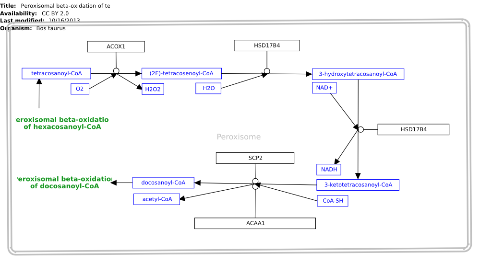 Title: Peroxisomal beta-ox dation of te
Availability: CC BY 2.0
Last modified: 10/16/2013
Organism: Bos taurus
ACOX1
HSD17B4
tetracosanoyl-CoA
(2E)-tetracosenoyl-CoA
3-hydroxytetracosanoyl-CoA
O2
H2O2
H2O
NAD+
eroxisomal beta-oxidatio
of hexacosanoyl-CoA
HSD17B4
Peroxisome
SCP2
NADH
eroxisomal beta-oxidation
of docosanoyl-CoA
docosanoyl-CoA
3-ketotetracosanoyl-CoA
acetyl-CoA
CoA-SH
ACAA1